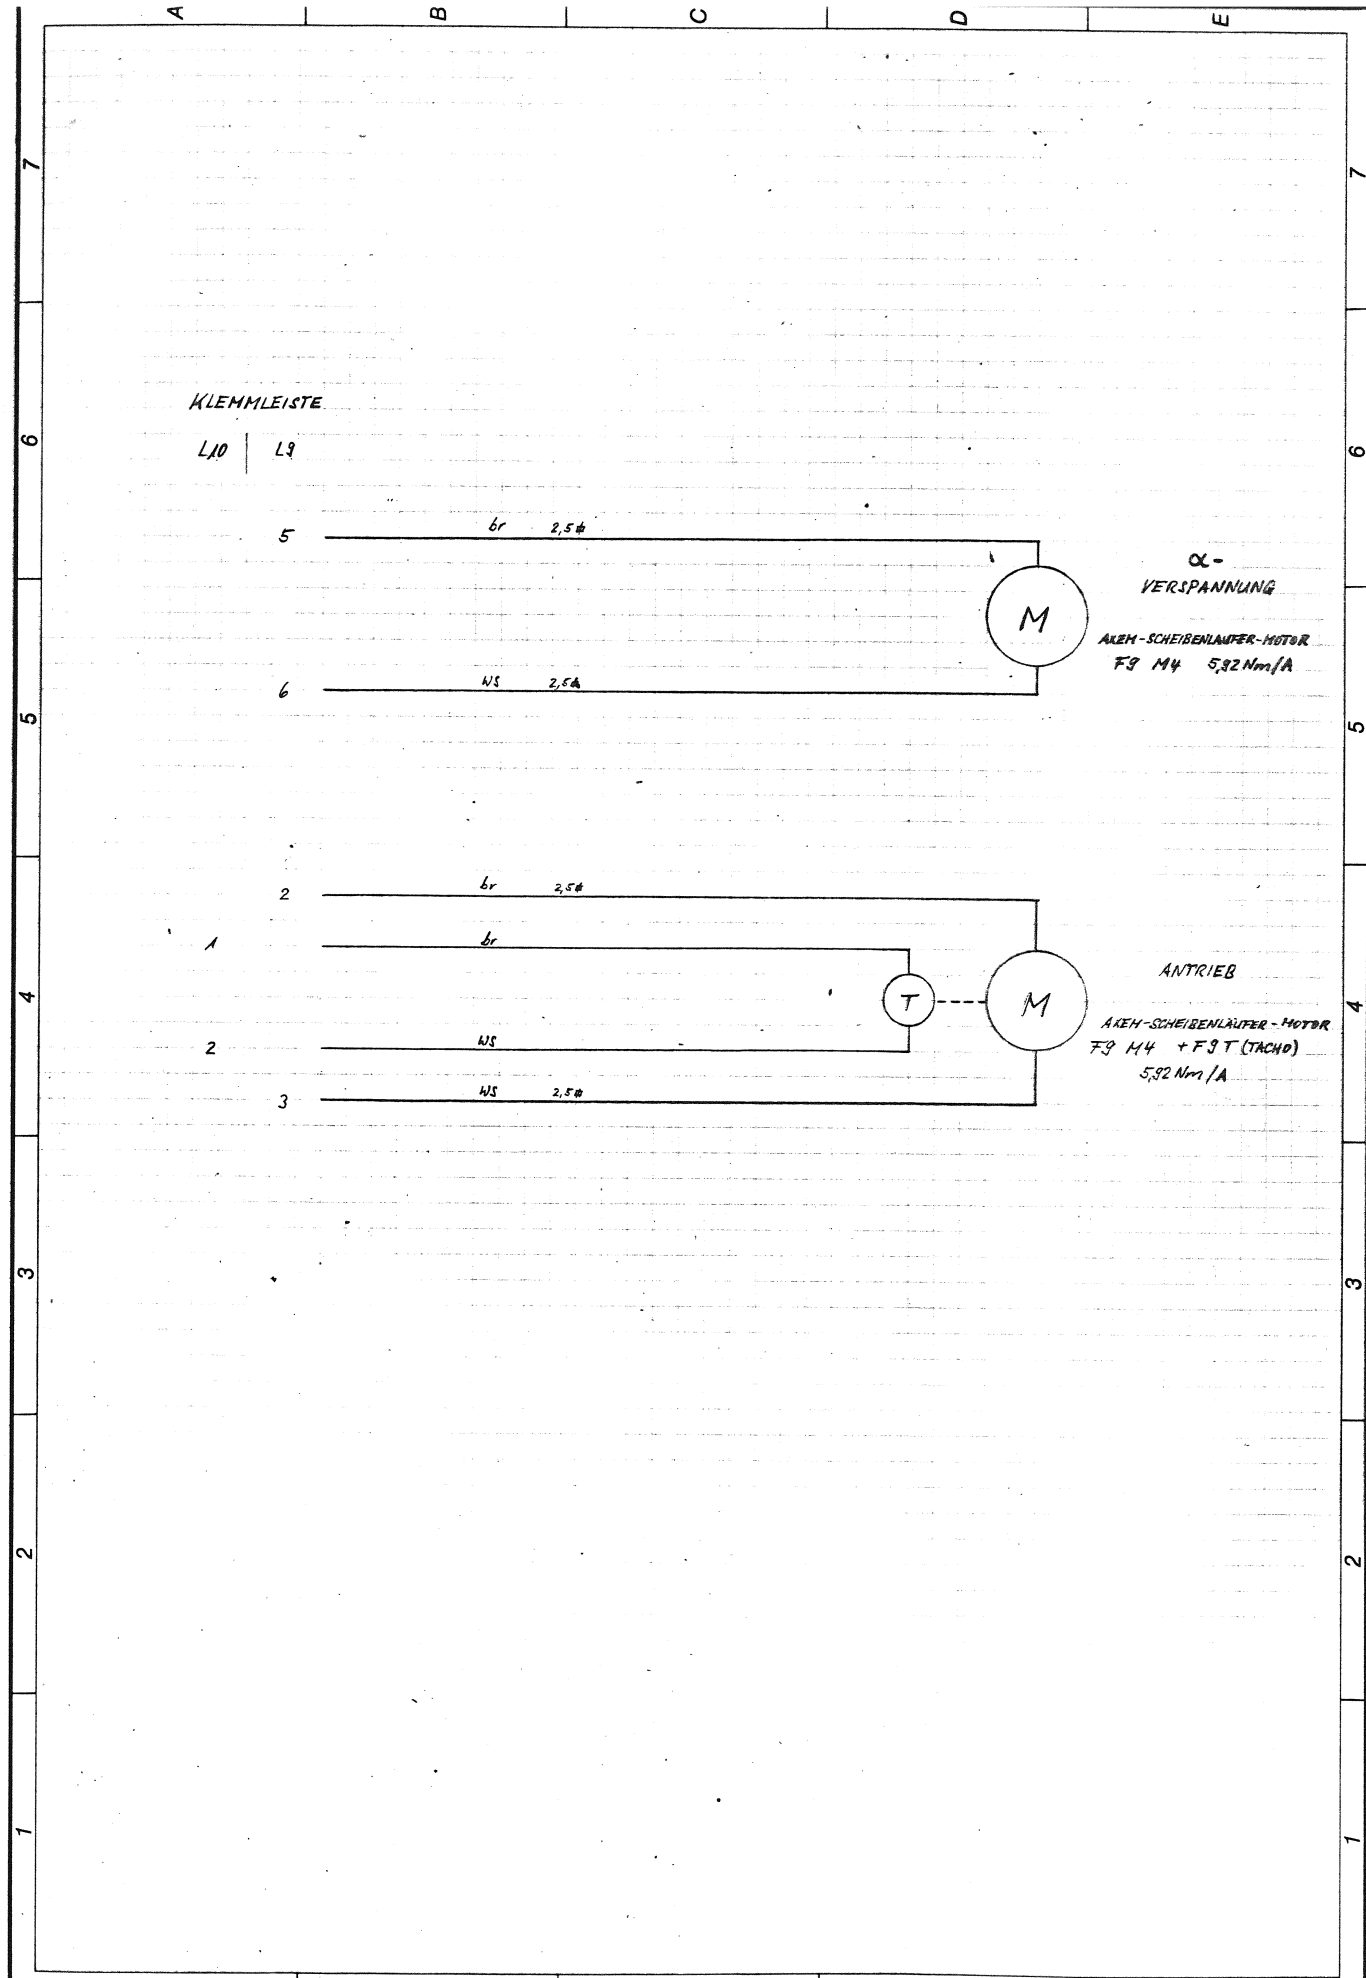 A B C D E
7 7
KLEMMLEISTE
6 6
L10 L9
5 br 2,5
α-
VERSPANNUNG
M
AXEM-SCHEIBENLÄUFER-MOTOR
F9 M4 5,92 Nm/A
6 ws 2,5
5 5
2 br 2,5
1 br
ANTRIEB
4 T M 4
AXEM-SCHEIBENLÄUFER-MOTOR
2 ws F9 M4 + F9 T (TACHO)
5,92 Nm/A
3 ws 2,5
3 3
2 2
1 1